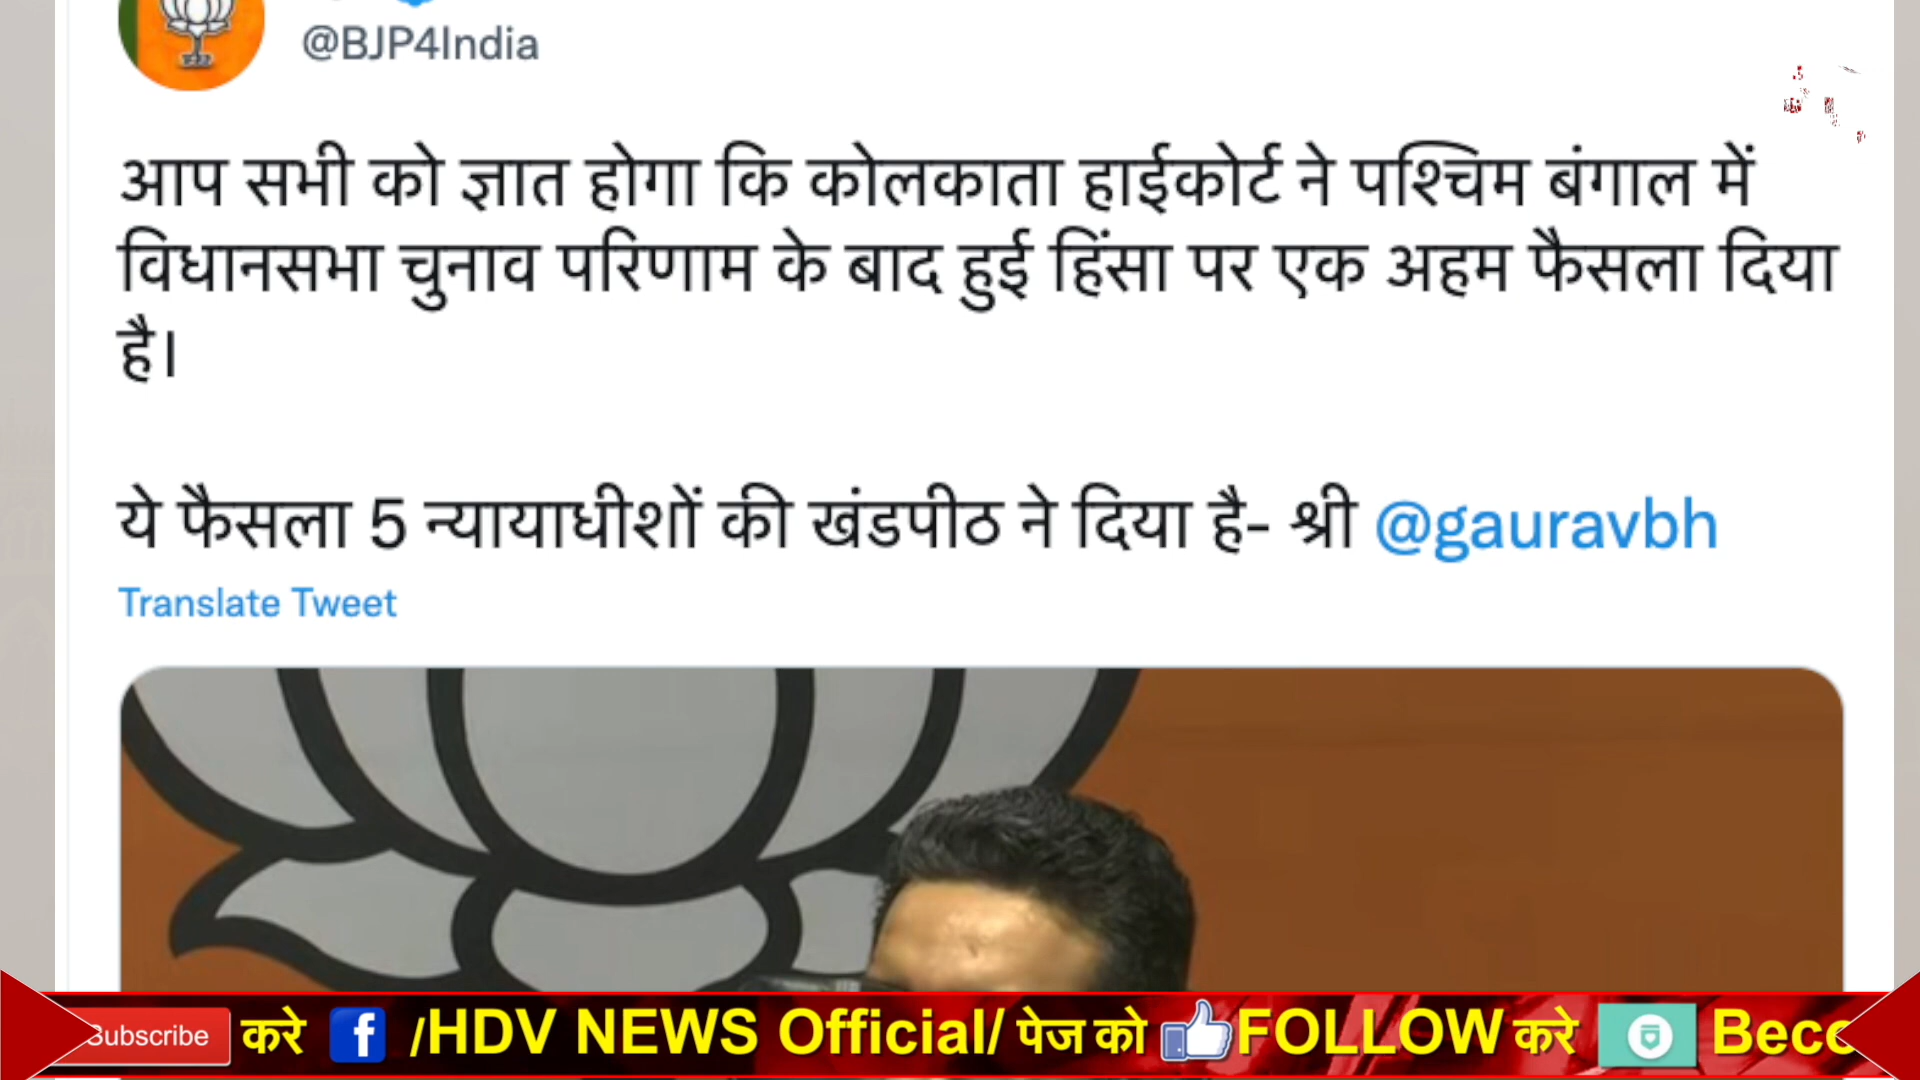 @BJP4India
आप सभी को ज्ञात होगा कि कोलकाता हाईकोर्ट ने पश्चिम बंगाल में
विधानसभा चुनाव परिणाम के बाद हुई हिंसा पर एक अहम फैसला दिया
है।
ये फैसला 5 न्यायाधीशों की खंडपीठ ने दिया है- श्री @gauravbh
Translate Tweet
Subscribe करे f /HDV NEWS Official/ पेज को FOLLOW करे